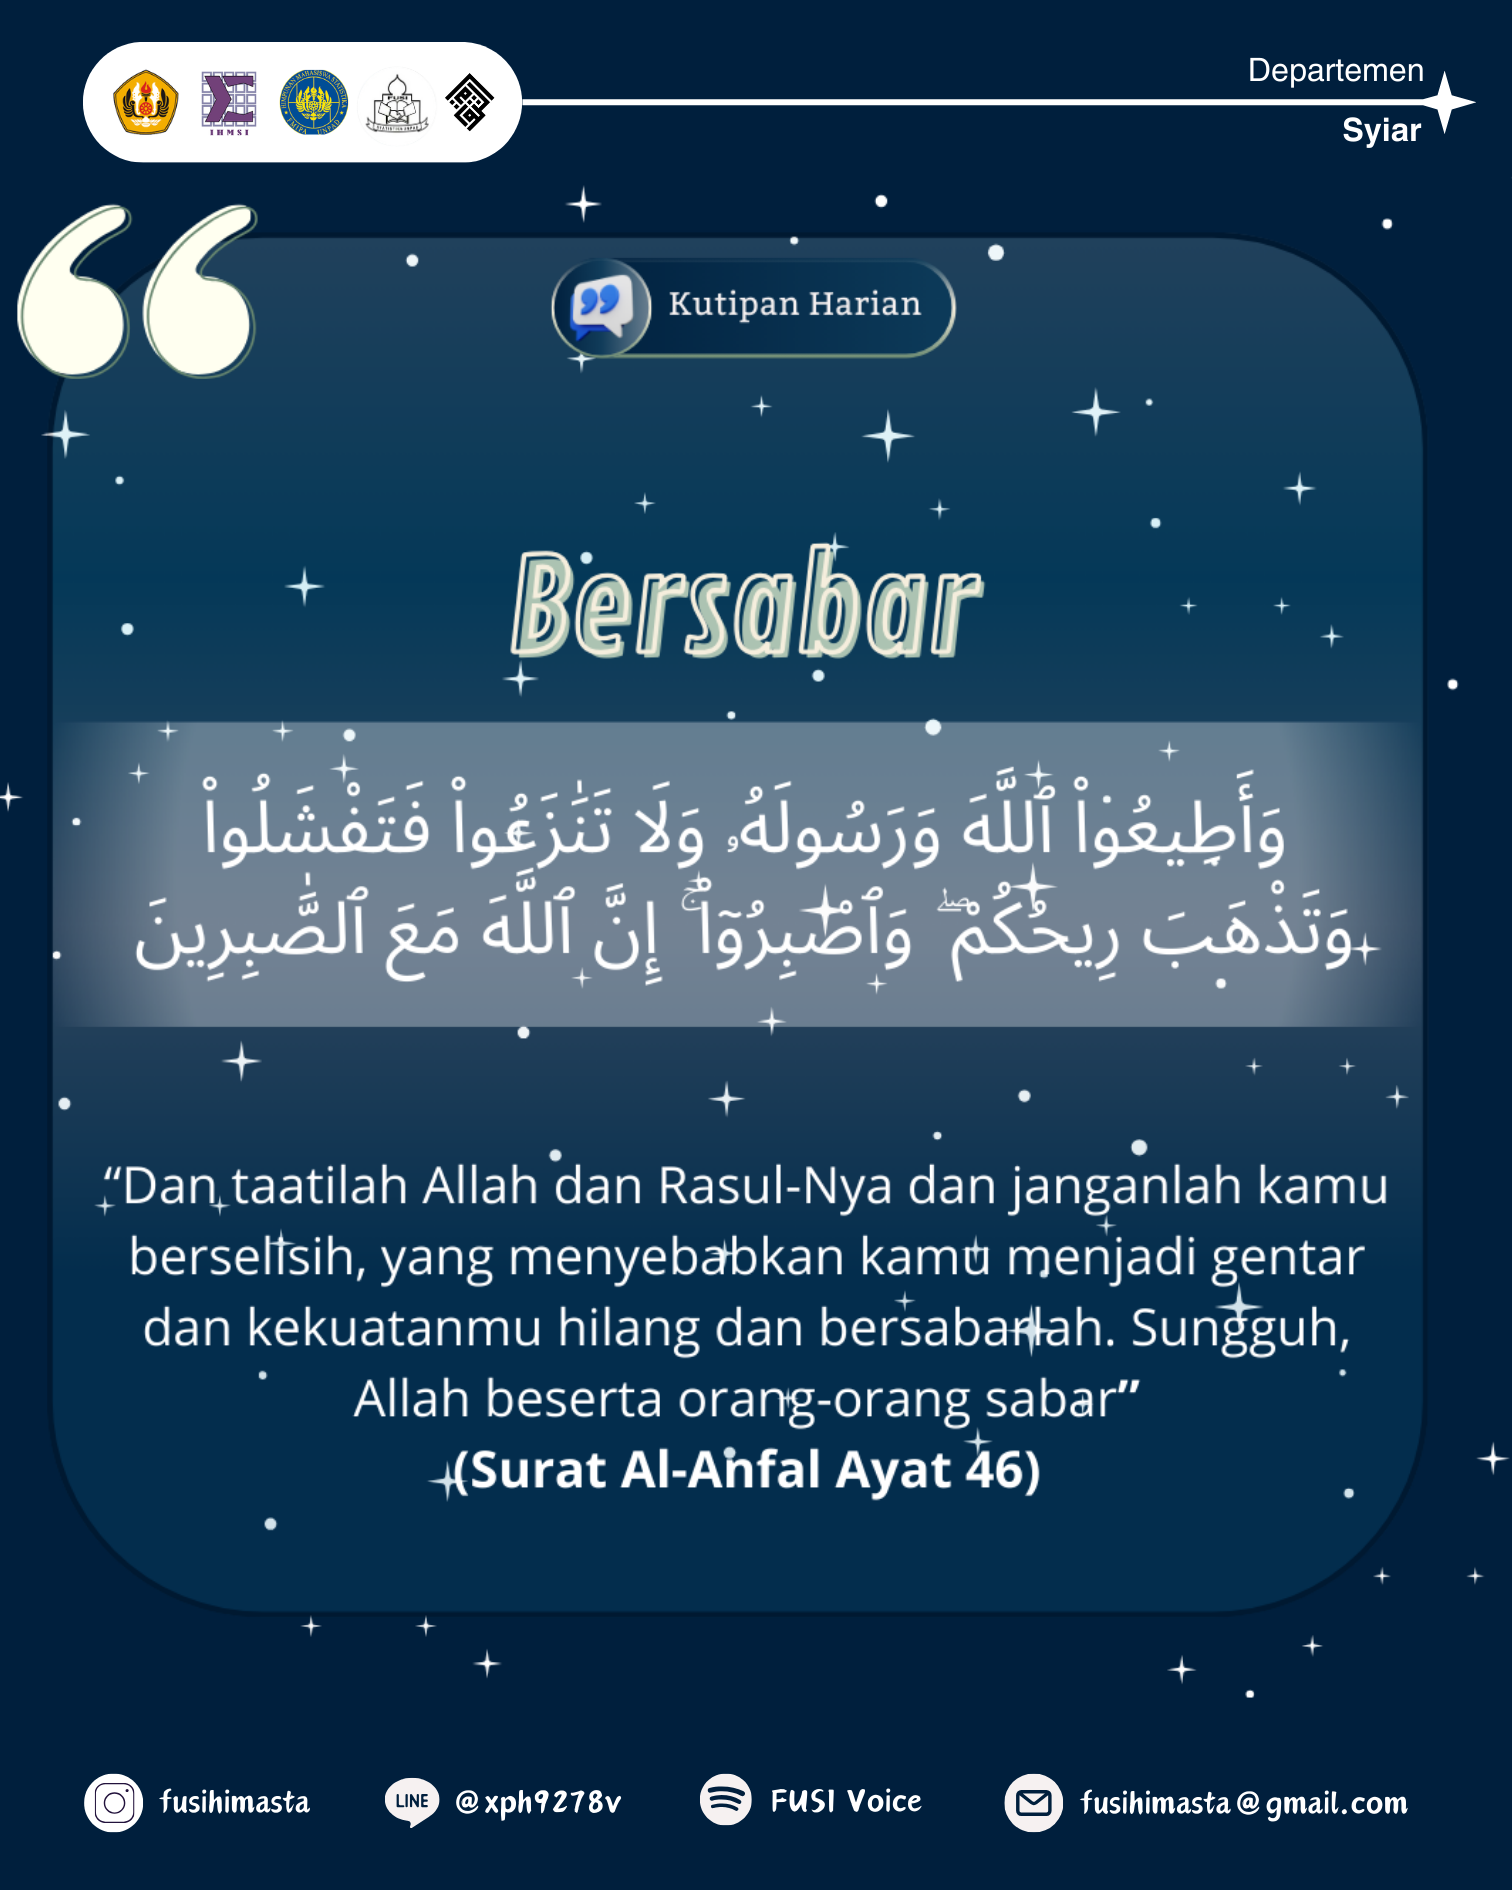 Departemen
Syiar
IHMSI
Kutipan Harian
Bersabar
وَأَطِيعُوا۟ ٱللَّهَ وَرَسُولَهُۥ وَلَا تَنَٰزَعُوا۟ فَتَفْشَلُوا۟
وَتَذْهَبَ رِيحُكُمْ ۖ وَٱصْبِرُوٓا۟ ۚ إِنَّ ٱللَّهَ مَعَ ٱلصَّٰبِرِينَ
“Dan taatilah Allah dan Rasul-Nya dan janganlah kamu
berselisih, yang menyebabkan kamu menjadi gentar
dan kekuatanmu hilang dan bersabarlah. Sungguh,
Allah beserta orang-orang sabar”
(Surat Al-Anfal Ayat 46)
fusihimasta
LINE
@xph9278v
FUSI Voice
fusihimasta@gmail.com